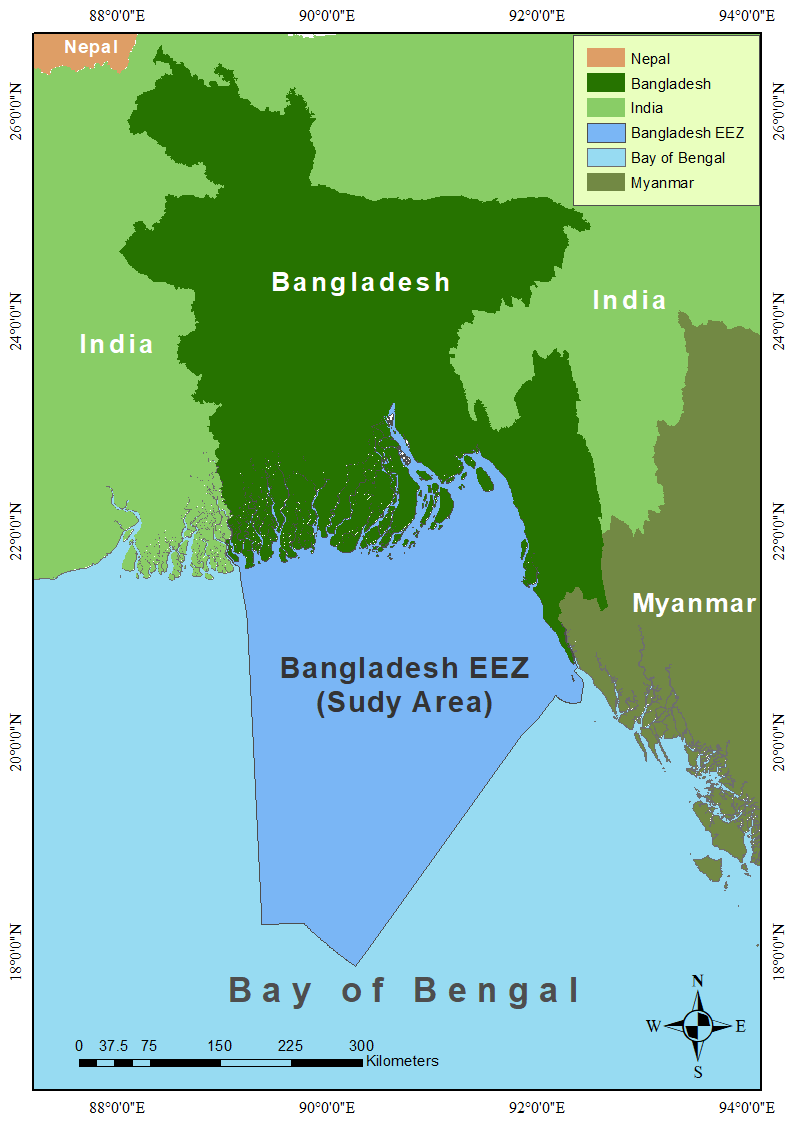 88°0'0"E 90°0'0"E 92°0'0"E 94°0'0"E
Nepal
Nepal
Bangladesh
India
Bangladesh EEZ
Bay of Bengal
Myanmar
26°0'0"N 26°0'0"N
Bangladesh
India
India
24°0'0"N 24°0'0"N
22°0'0"N 22°0'0"N
Myanmar
Bangladesh EEZ
(Sudy Area)
20°0'0"N 20°0'0"N
18°0'0"N 18°0'0"N
Bay of Bengal
N
W E
S
0 37.5 75 150 225 300
Kilometers
88°0'0"E 90°0'0"E 92°0'0"E 94°0'0"E